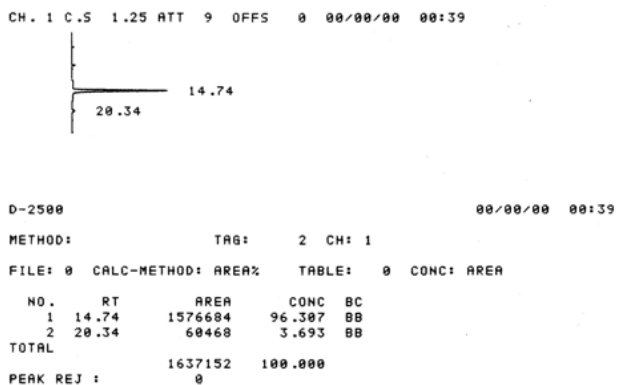 CH. 1 C.S 1.25 ATT 9 OFFS 0 00/00/00 00:39
14.74
20.34
D-2500 00/00/00 00:39
METHOD: TAG: 2 CH: 1
FILE: 0 CALC-METHOD: AREA% TABLE: 0 CONC: AREA
NO. RT AREA CONC BC
1 14.74 1576684 96.307 BB
2 20.34 60468 3.693 BB
TOTAL
1637152 100.000
PEAK REJ : 0